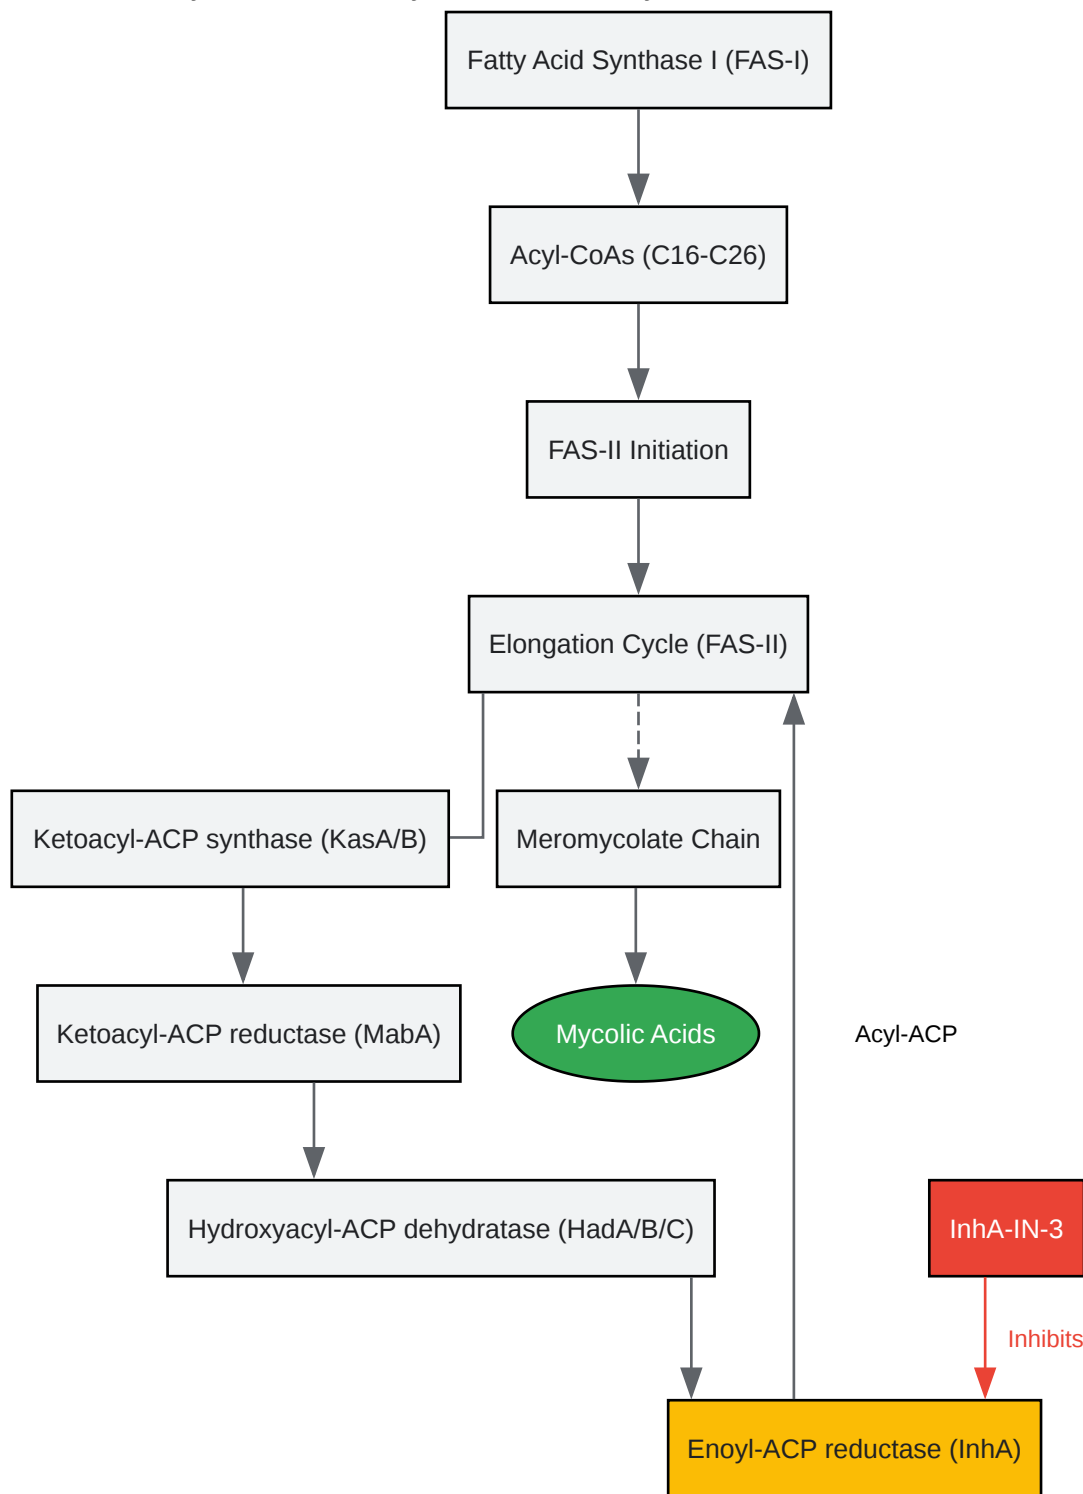 Fatty Acid Synthase I (FAS-I)
Acyl-CoAs (C16-C26)
FAS-II Initiation
Elongation Cycle (FAS-II)
Ketoacyl-ACP synthase (KasA/B)
Meromycolate Chain
Ketoacyl-ACP reductase (MabA)
Mycolic Acids
Acyl-ACP
Hydroxyacyl-ACP dehydratase (HadA/B/C)
InhA-IN-3
Inhibits
Enoyl-ACP reductase (InhA)